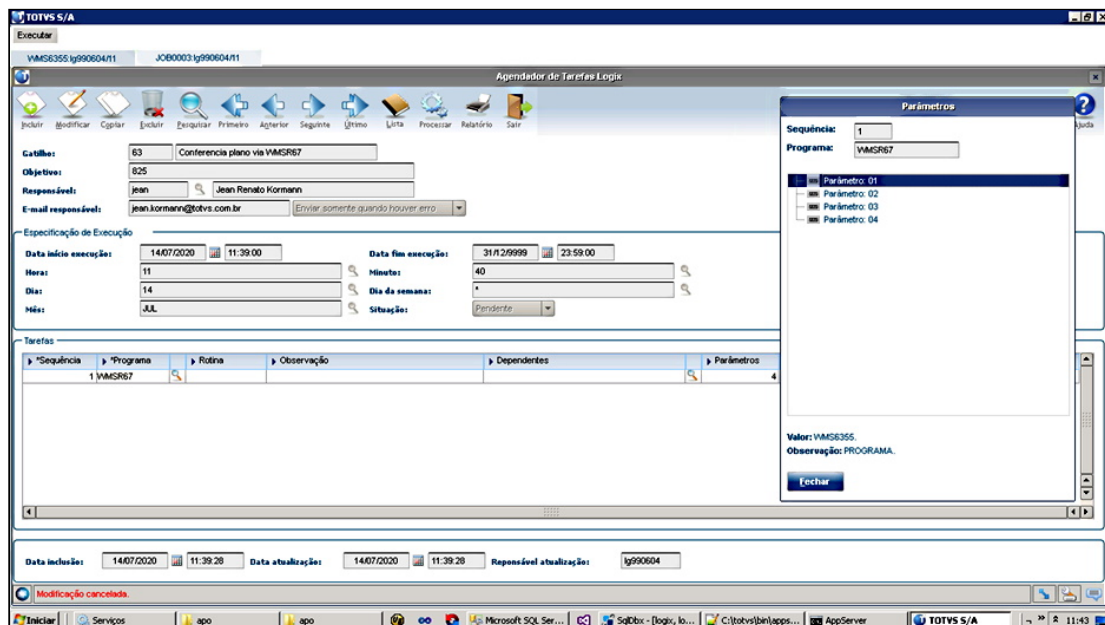 TOTVS S/A
Executar
WMS6355:lg990604/11 JOB0003:lg990604/11
Agendador de Tarefas Logix
Incluir Modificar Copiar Excluir Pesquisar Primeiro Anterior Seguinte Último Lista Processar Relatório Sair Ajuda
Gatilho: 63 Conferencia plano via WMSR67
Objetivo: 825
Responsável: jean Jean Renato Kormann
E-mail responsável: jean.kormann@totvs.com.br Enviar somente quando houver erro
Especificação de Execução
Data início execução: 14/07/2020 11:39:00 Data fim execução: 31/12/9999 23:59:00
Hora: 11 Minuto: 40
Dia: 14 Dia da semana: *
Mês: JUL Situação: Pendente
Tarefas
*Sequência *Programa Rotina Observação Dependentes Parâmetros
1 WMSR67 4
Parâmetros
Sequência: 1
Programa: WMSR67
Parâmetro: 01
Parâmetro: 02
Parâmetro: 03
Parâmetro: 04
Valor: WMS6355.
Observação: PROGRAMA.
Fechar
Data inclusão: 14/07/2020 11:39:28 Data atualização: 14/07/2020 11:39:28 Reponsável atualização: lg990604
Modificação cancelada.
Iniciar Serviços apo apo Microsoft SQL Ser... SqlDbx - [logix, lo... C:\totvs\bin\apps... AppServer TOTVS S/A 11:43